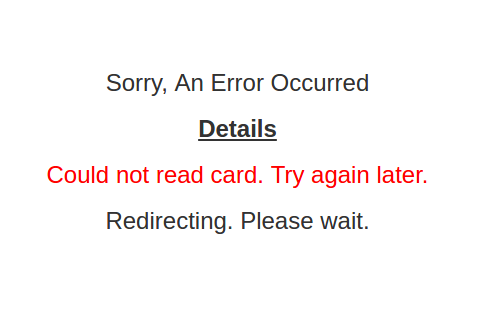 Sorry, An Error Occurred
Details
Could not read card. Try again later.
Redirecting. Please wait.